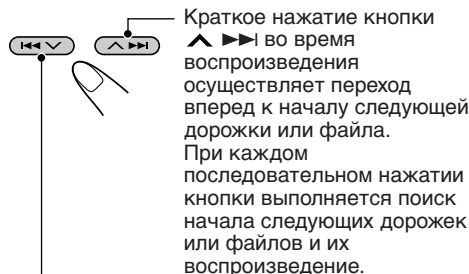 Краткое нажатие кнопки
∧ ►►I во время
воспроизведения
осуществляет переход
вперед к началу следующей
дорожки или файла.
При каждом
последовательном нажатии
кнопки выполняется поиск
начала следующих дорожек
или файлов и их
воспроизведение.